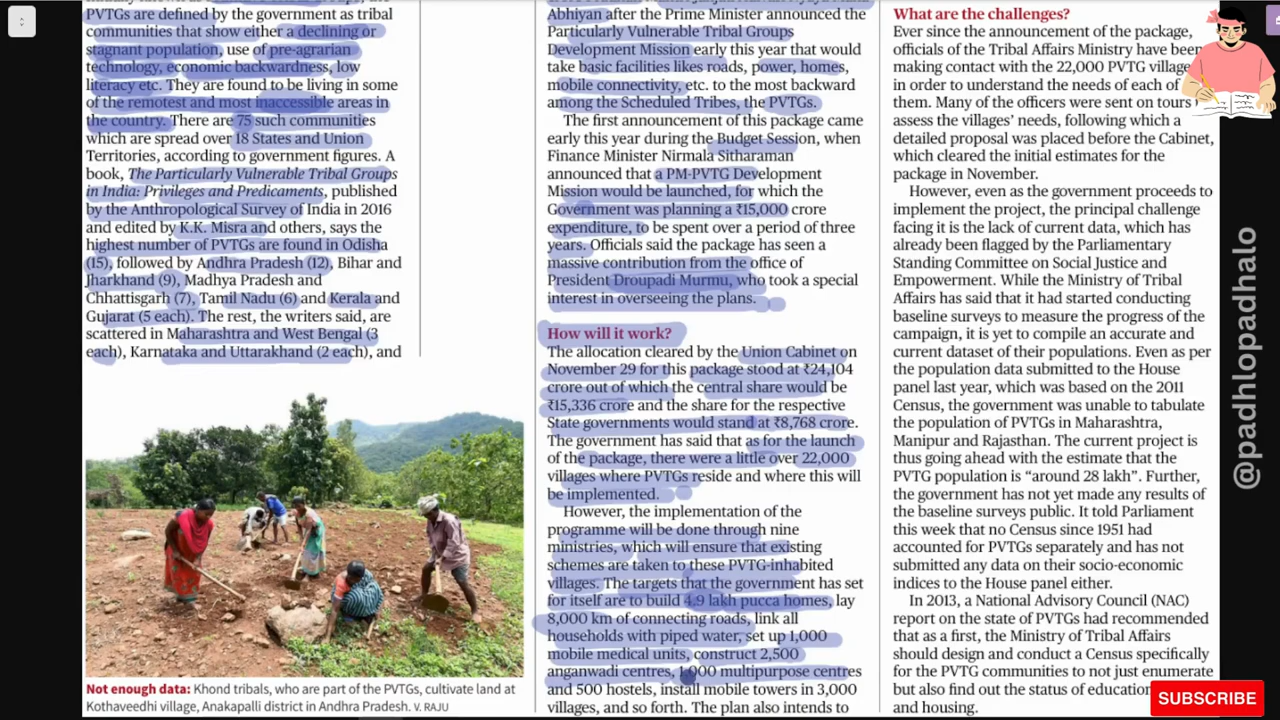 PVTGs are defined by the government as tribal
communities that show either a declining or
stagnant population, use of pre-agrarian
technology, economic backwardness, low
literacy etc. They are found to be living in some
of the remotest and most inaccessible areas in
the country. There are 75 such communities
which are spread over 18 States and Union
Territories, according to government figures. A
book, The Particularly Vulnerable Tribal Groups
in India: Privileges and Predicaments, published
by the Anthropological Survey of India in 2016
and edited by K.K. Misra and others, says the
highest number of PVTGs are found in Odisha
(15), followed by Andhra Pradesh (12), Bihar and
Jharkhand (9), Madhya Pradesh and
Chhattisgarh (7), Tamil Nadu (6) and Kerala and
Gujarat (5 each). The rest, the writers said, are
scattered in Maharashtra and West Bengal (3
each), Karnataka and Uttarakhand (2 each), and
Not enough data: Khond tribals, who are part of the PVTGs, cultivate land at
Kothaveedhi village, Anakapalli district in Andhra Pradesh. V. RAJU
Abhiyan after the Prime Minister announced the
Particularly Vulnerable Tribal Groups
Development Mission early this year that would
take basic facilities like roads, power, homes,
mobile connectivity, etc. to the most backward
among the Scheduled Tribes, the PVTGs.
The first announcement of this package came
early this year during the Budget Session, when
Finance Minister Nirmala Sitharaman
announced that a PM-PVTG Development
Mission would be launched, for which the
Government was planning a ₹15,000 crore
expenditure, to be spent over a period of three
years. Officials said the package has seen a
massive contribution from the office of
President Droupadi Murmu, who took a special
interest in overseeing the plans.
How will it work?
The allocation cleared by the Union Cabinet on
November 29 for this package stood at ₹24,104
crore out of which the central share would be
₹15,336 crore and the share for the respective
State governments would stand at ₹8,768 crore.
The government has said that as for the launch
of the package, there were a little over 22,000
villages where PVTGs reside and where this will
be implemented.
However, the implementation of the
programme will be done through nine
ministries, which will ensure that existing
schemes are taken to these PVTG-inhabited
villages. The targets that the government has set
for itself are to build 4.9 lakh pucca homes, lay
8,000 km of connecting roads, link all
households with piped water, set up 1,000
mobile medical units, construct 2,500
anganwadi centres, 1,000 multipurpose centres
and 500 hostels, install mobile towers in 3,000
villages, and so forth. The plan also intends to
What are the challenges?
Ever since the announcement of the package,
officials of the Tribal Affairs Ministry have been
making contact with the 22,000 PVTG village
in order to understand the needs of each of
them. Many of the officers were sent on tours
assess the villages' needs, following which a
detailed proposal was placed before the Cabinet,
which cleared the initial estimates for the
package in November.
However, even as the government proceeds to
implement the project, the principal challenge
facing it is the lack of current data, which has
already been flagged by the Parliamentary
Standing Committee on Social Justice and
Empowerment. While the Ministry of Tribal
Affairs has said that it had started conducting
baseline surveys to measure the progress of the
campaign, it is yet to compile an accurate and
current dataset of their populations. Even as per
the population data submitted to the House
panel last year, which was based on the 2011
Census, the government was unable to tabulate
the population of PVTGs in Maharashtra,
Manipur and Rajasthan. The current project is
thus going ahead with the estimate that the
PVTG population is "around 28 lakh". Further,
the government has not yet made any results of
the baseline surveys public. It told Parliament
this week that no Census since 1951 had
accounted for PVTGs separately and has not
submitted any data on their socio-economic
indices to the House panel either.
In 2013, a National Advisory Council (NAC)
report on the state of PVTGs had recommended
that as a first, the Ministry of Tribal Affairs
should design and conduct a Census specifically
for the PVTG communities to not just enumerate
but also find out the status of education
and housing.
@padhlopadhalo
SUBSCRIBE